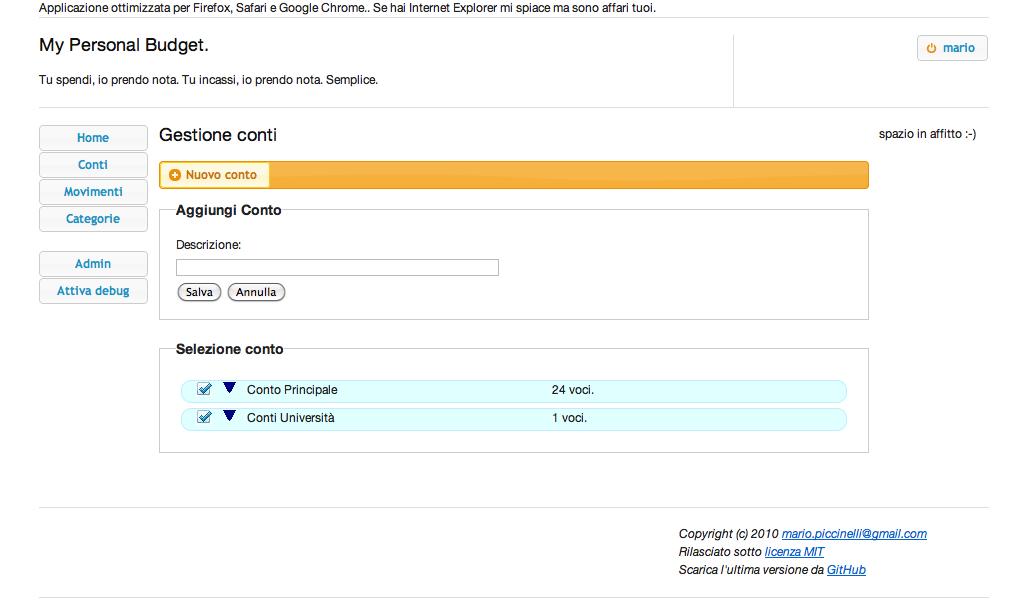 Applicazione ottimizzata per Firefox, Safari e Google Chrome.. Se hai Internet Explorer mi spiace ma sono affari tuoi.
My Personal Budget.
mario
Tu spendi, io prendo nota. Tu incassi, io prendo nota. Semplice.
Home
Conti
Movimenti
Categorie
Admin
Attiva debug
Gestione conti
spazio in affitto :-)
Nuovo conto
Aggiungi Conto
Descrizione:
Salva Annulla
Selezione conto
Conto Principale 24 voci.
Conti Università 1 voci.
Copyright (c) 2010 mario.piccinelli@gmail.com
Rilasciato sotto licenza MIT
Scarica l'ultima versione da GitHub